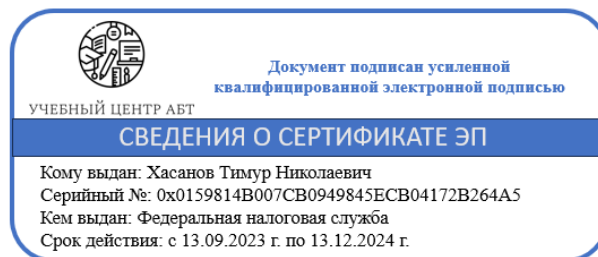 Документ подписан усиленной
квалифицированной электронной подписью
УЧЕБНЫЙ ЦЕНТР АБТ
СВЕДЕНИЯ О СЕРТИФИКАТЕ ЭП
Кому выдан: Хасанов Тимур Николаевич
Серийный №: 0x0159814B007CB0949845ECB04172B264A5
Кем выдан: Федеральная налоговая служба
Срок действия: с 13.09.2023 г. по 13.12.2024 г.